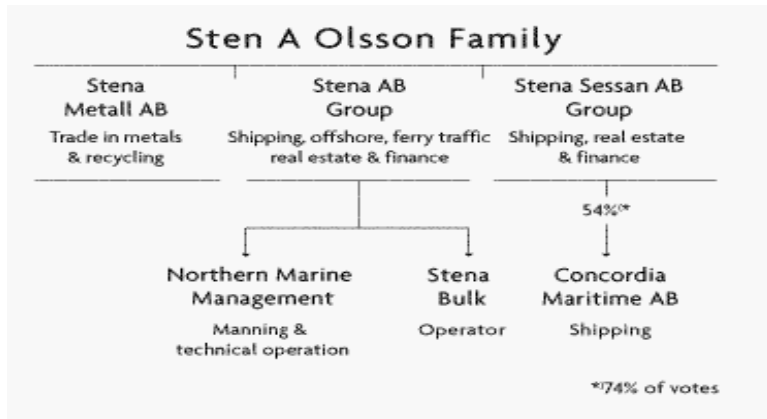 Sten A Olsson Family
Stena
Metall AB
Trade in metals
& recycling
Stena AB
Group
Shipping, offshore, ferry traffic
real estate & finance
Stena Sessan AB
Group
Shipping, real estate
& finance
54%(*
Northern Marine
Management
Manning &
technical operation
Stena
Bulk
Operator
Concordia
Maritime AB
Shipping
*)74% of votes